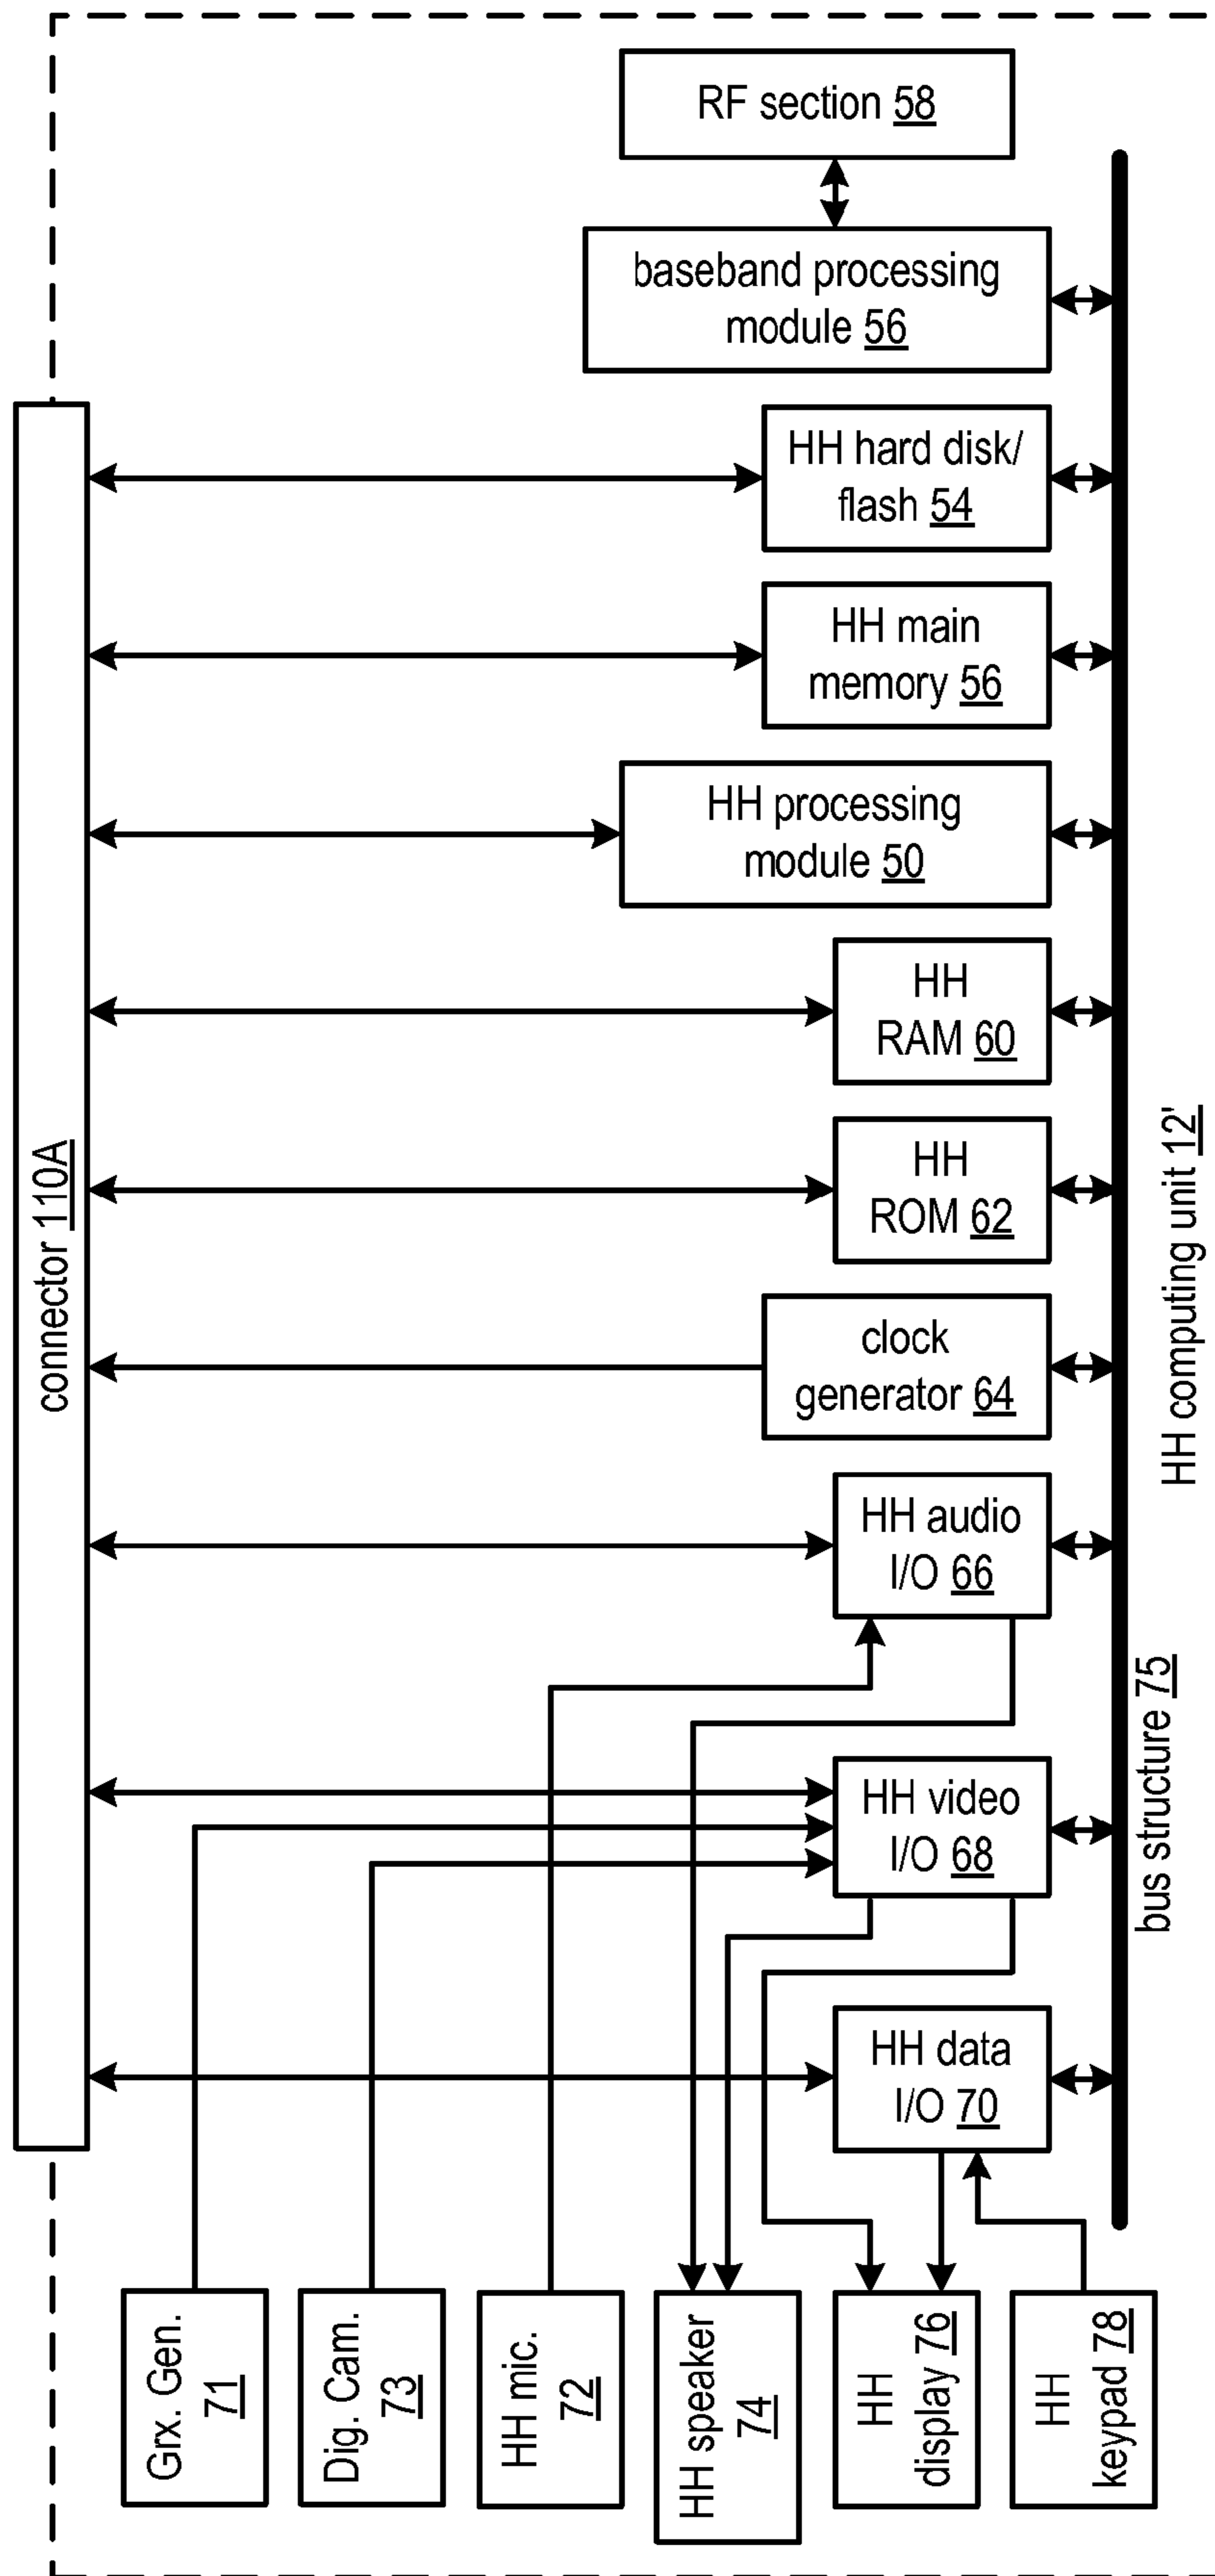 connector 110A
RF section 58
baseband processing
module 56
HH hard disk/
flash 54
HH main
memory 56
HH processing
module 50
HH
RAM 60
HH
ROM 62
clock
generator 64
HH audio
I/O 66
HH video
I/O 68
HH data
I/O 70
bus structure 75
HH computing unit 12'
Grx. Gen.
71
Dig. Cam.
73
HH mic.
72
HH speaker
74
HH
display 76
HH
keypad 78